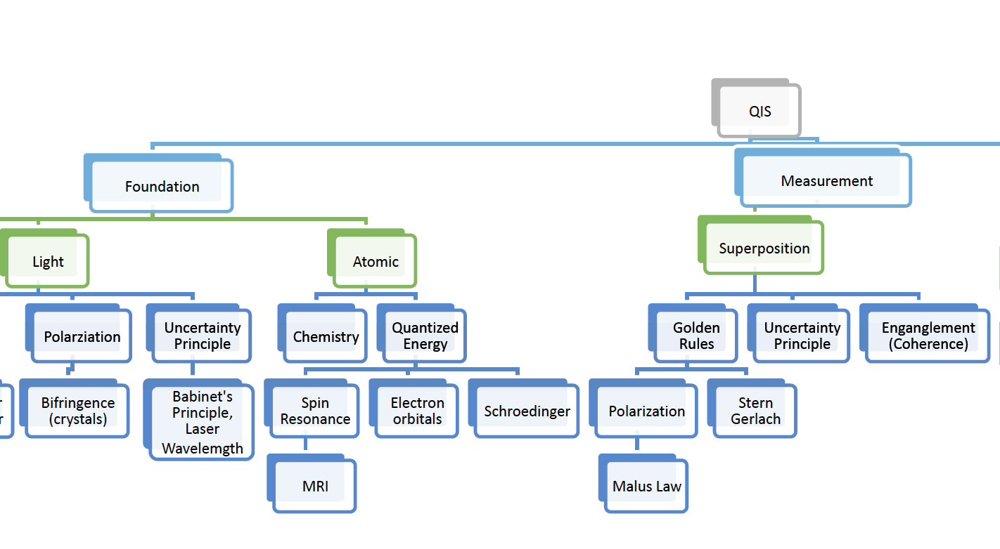 QIS
Foundation
Measurement
Light
Atomic
Superposition
Polarziation
Uncertainty
Principle
Chemistry
Quantized
Energy
Golden
Rules
Uncertainty
Principle
Enganglement
(Coherence)
Bifringence
(crystals)
Babinet's
Principle,
Laser
Wavelemgth
Spin
Resonance
Electron
orbitals
Schroedinger
Polarization
Stern
Gerlach
MRI
Malus Law